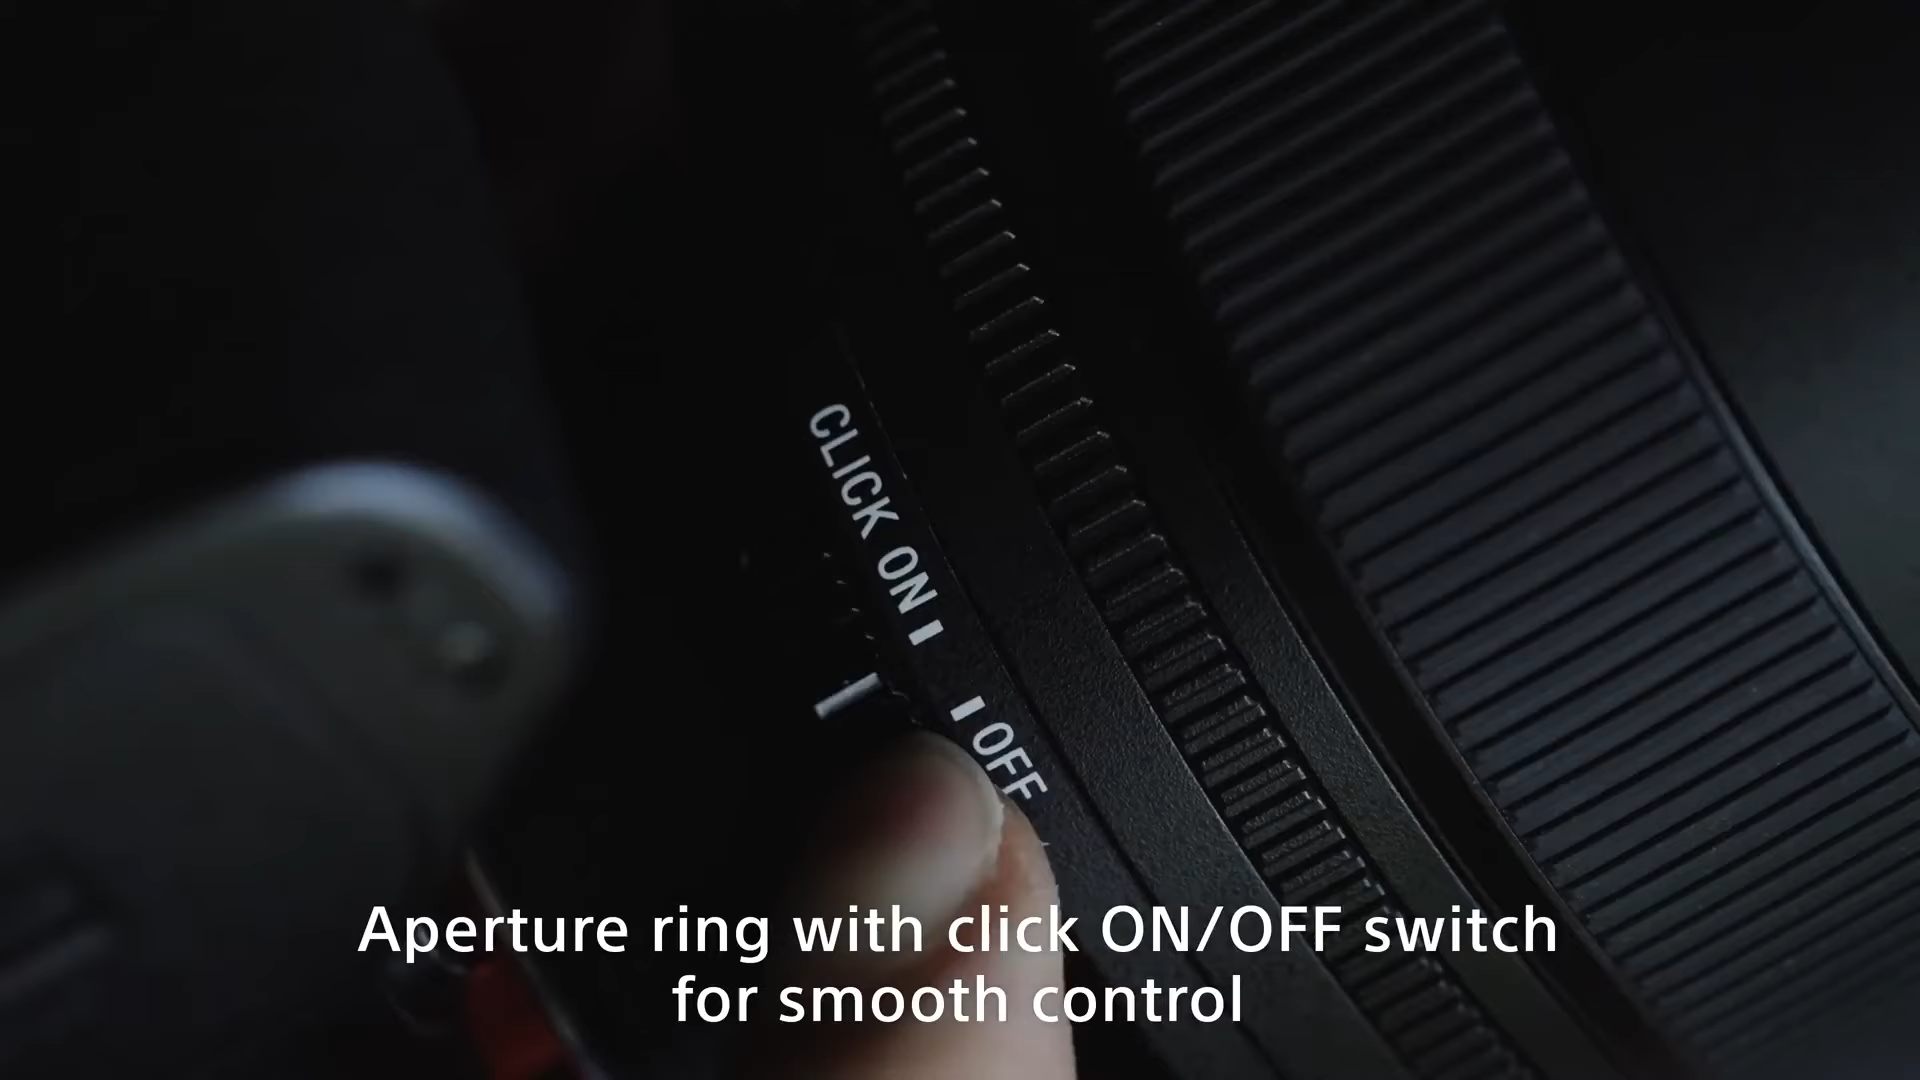 CLICK ON
OFF
Aperture ring with click ON/OFF switch
for smooth control